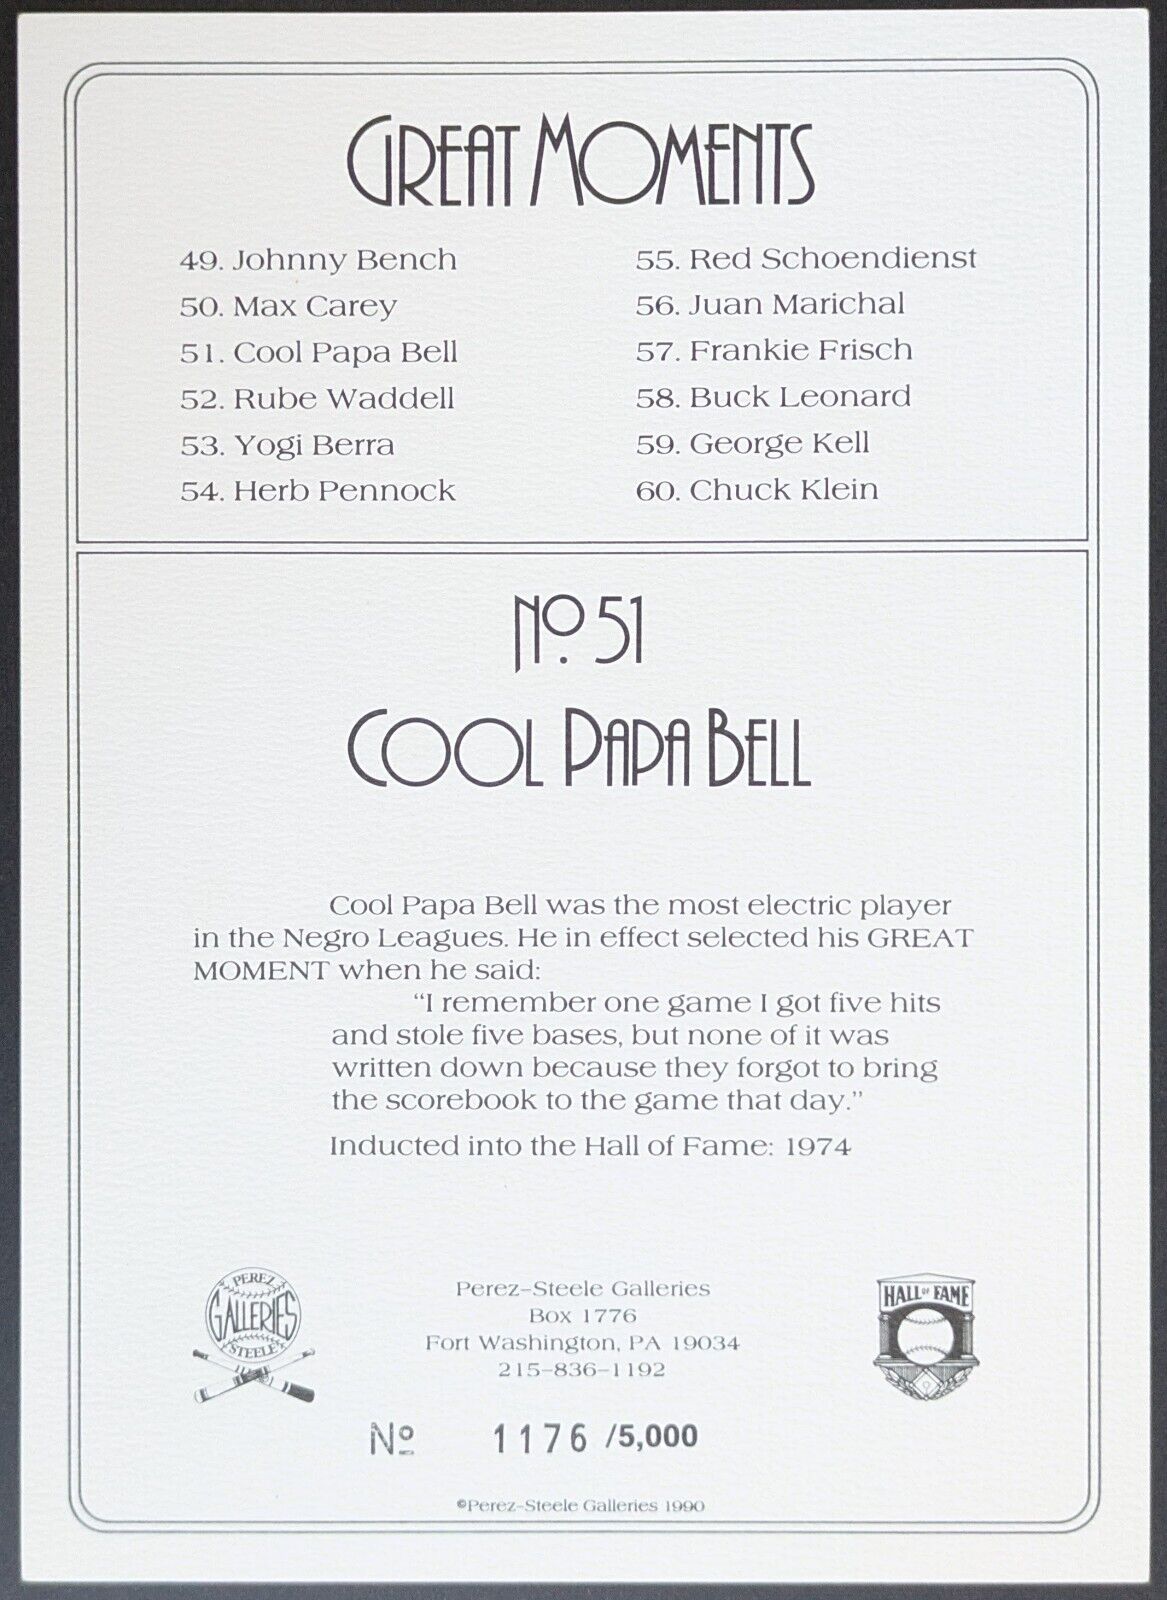 GREAT MOMENTS
49. Johnny Bench
50. Max Carey
51. Cool Papa Bell
52. Rube Waddell
53. Yogi Berra
54. Herb Pennock
55. Red Schoendienst
56. Juan Marichal
57. Frankie Frisch
58. Buck Leonard
59. George Kell
60. Chuck Klein
Nº. 51
COOL PAPA BELL
Cool Papa Bell was the most electric player
in the Negro Leagues. He in effect selected his GREAT
MOMENT when he said:
“I remember one game I got five hits
and stole five bases, but none of it was
written down because they forgot to bring
the scorebook to the game that day.”
Inducted into the Hall of Fame: 1974
PEREZ
GALLERIES
STEELE
Perez-Steele Galleries
Box 1776
Fort Washington, PA 19034
215-836-1192
HALL OF FAME
Nº 1176 /5,000
©Perez-Steele Galleries 1990